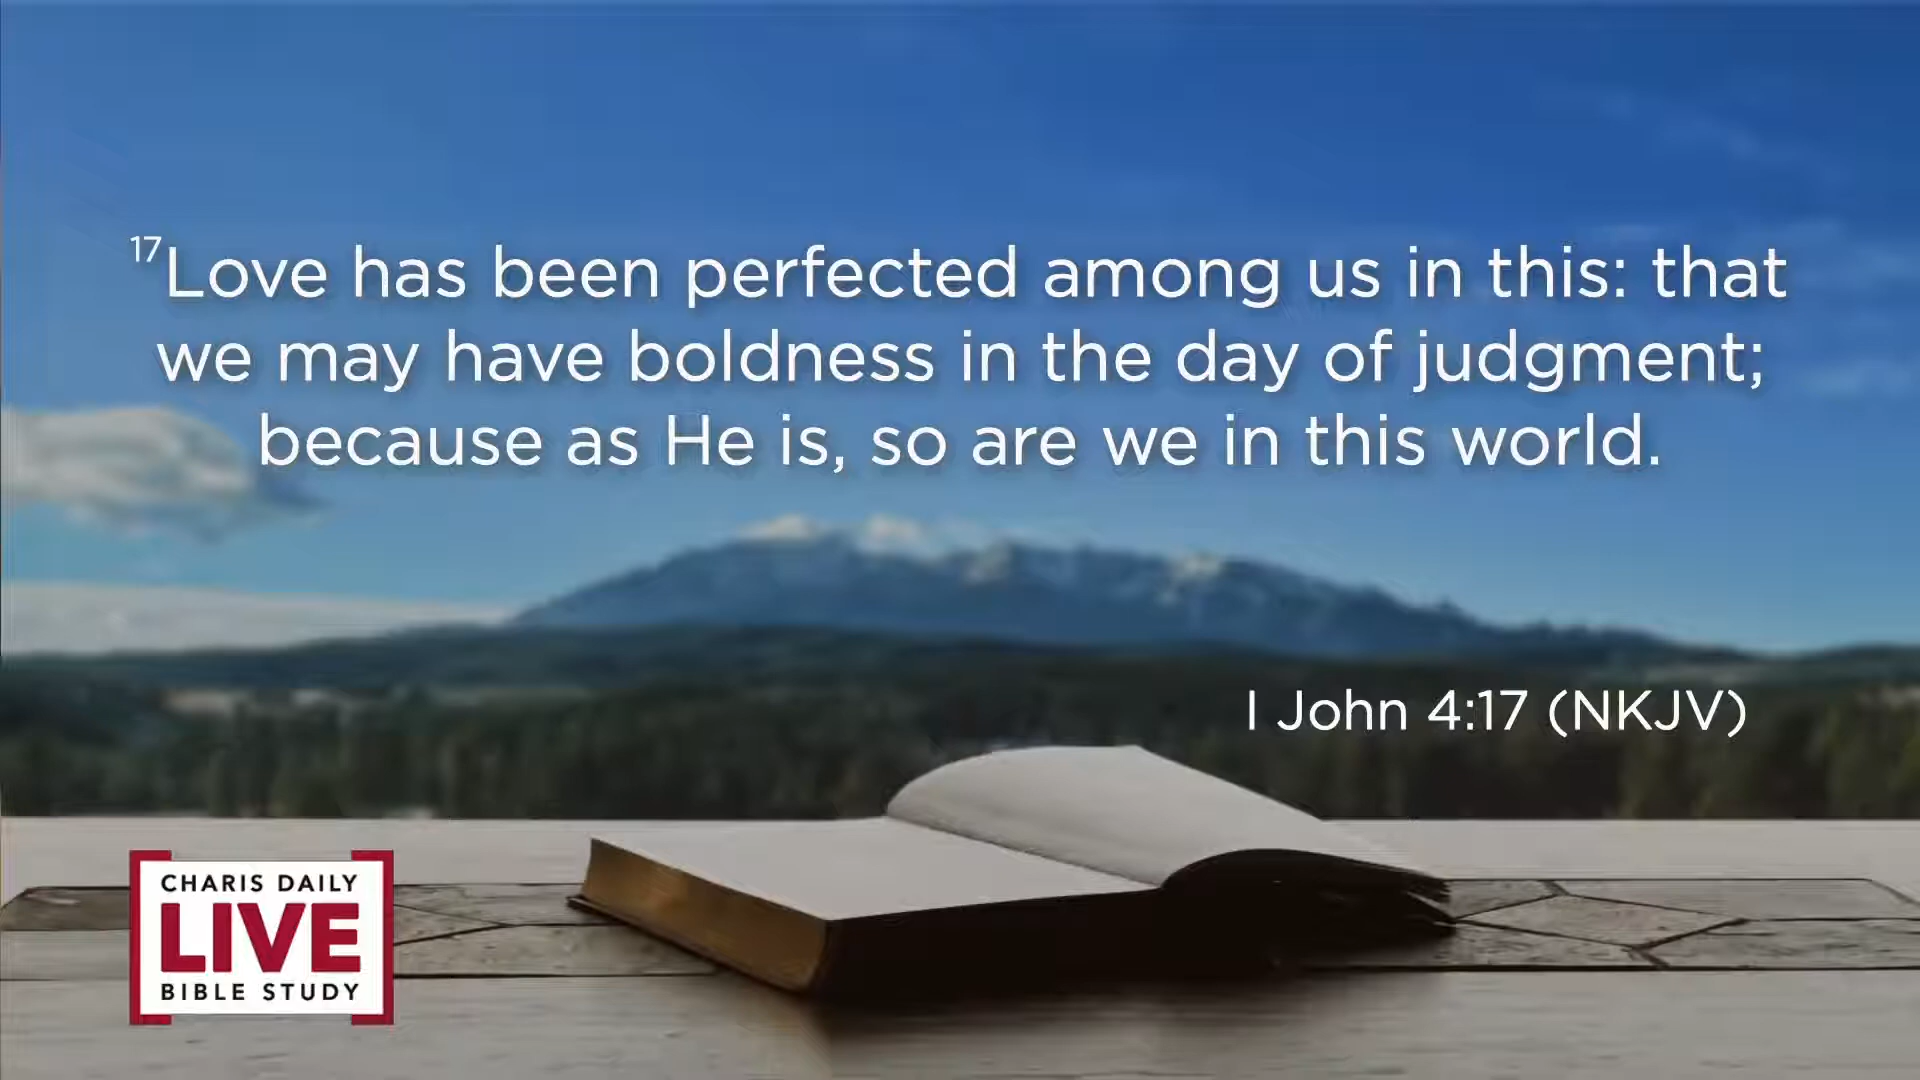 17Love has been perfected among us in this: that
we may have boldness in the day of judgment;
because as He is, so are we in this world.
I John 4:17 (NKJV)
CHARIS DAILY
LIVE
BIBLE STUDY